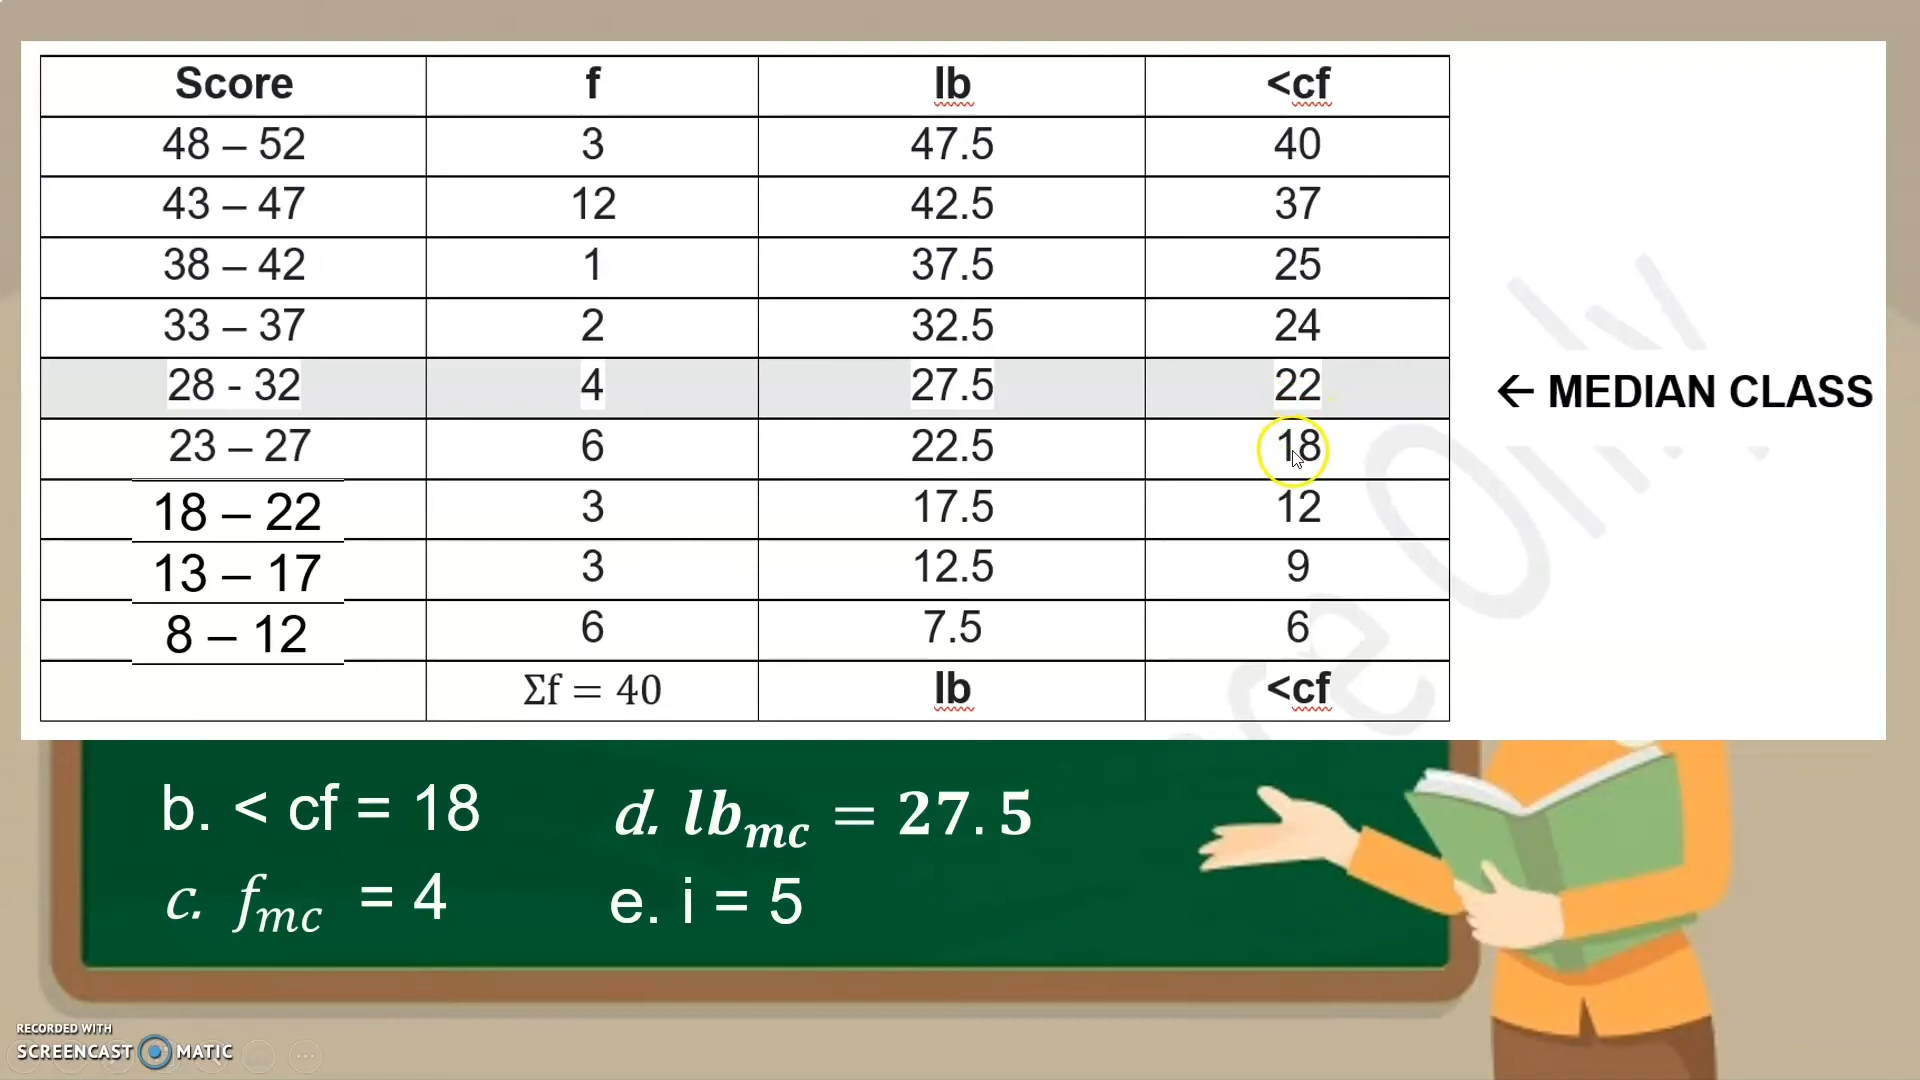 Score f lb <cf
48 – 52 3 47.5 40
43 – 47 12 42.5 37
38 – 42 1 37.5 25
33 – 37 2 32.5 24
28 - 32 4 27.5 22 ← MEDIAN CLASS
23 – 27 6 22.5 18
18 – 22 3 17.5 12
13 – 17 3 12.5 9
8 – 12 6 7.5 6
Σf = 40 lb <cf
b. < cf = 18 d. lbmc = 27.5
c. fmc = 4 e. i = 5
RECORDED WITH
SCREENCAST MATIC